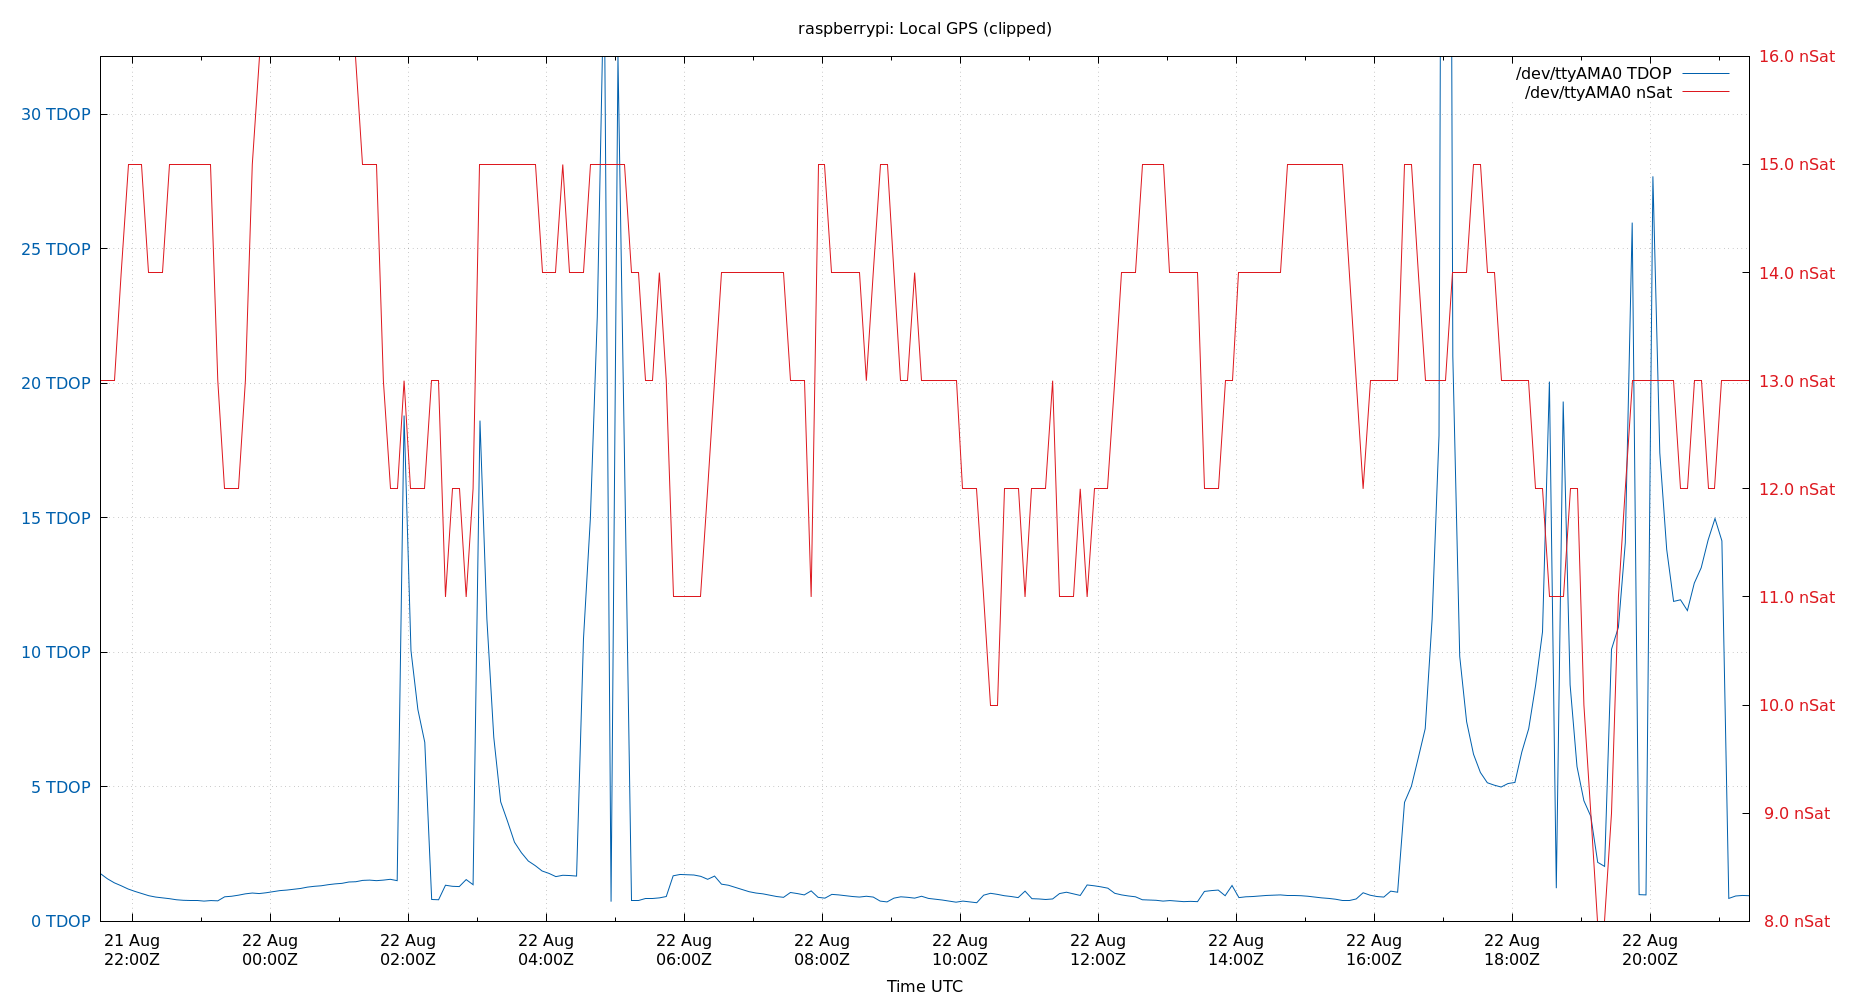 raspberrypi: Local GPS (clipped)
/dev/ttyAMA0 TDOP
/dev/ttyAMA0 nSat
30 TDOP
25 TDOP
20 TDOP
15 TDOP
10 TDOP
5 TDOP
0 TDOP
16.0 nSat
15.0 nSat
14.0 nSat
13.0 nSat
12.0 nSat
11.0 nSat
10.0 nSat
9.0 nSat
8.0 nSat
21 Aug 22 Aug 22 Aug 22 Aug 22 Aug 22 Aug 22 Aug 22 Aug 22 Aug 22 Aug 22 Aug 22 Aug
22:00Z 00:00Z 02:00Z 04:00Z 06:00Z 08:00Z 10:00Z 12:00Z 14:00Z 16:00Z 18:00Z 20:00Z
Time UTC